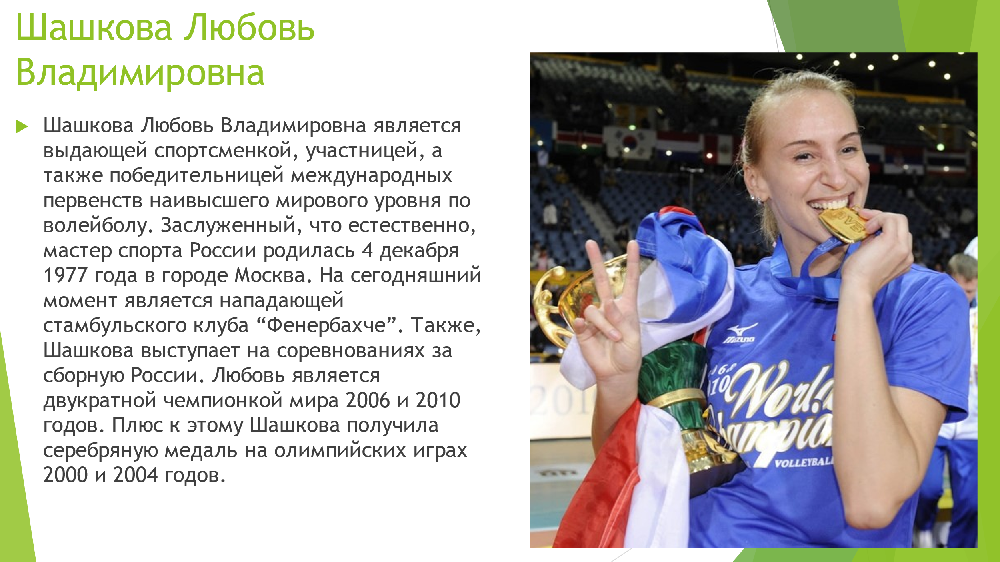 Шашкова Любовь
Владимировна
Шашкова Любовь Владимировна является
выдающей спортсменкой, участницей, а
также победительницей международных
первенств наивысшего мирового уровня по
волейболу. Заслуженный, что естественно,
мастер спорта России родилась 4 декабря
1977 года в городе Москва. На сегодняшний
момент является нападающей
стамбульского клуба “Фенербахче”. Также,
Шашкова выступает на соревнованиях за
сборную России. Любовь является
двукратной чемпионкой мира 2006 и 2010
годов. Плюс к этому Шашкова получила
серебряную медаль на олимпийских играх
2000 и 2004 годов.
MIZUNO
World
VOLLEYBALL